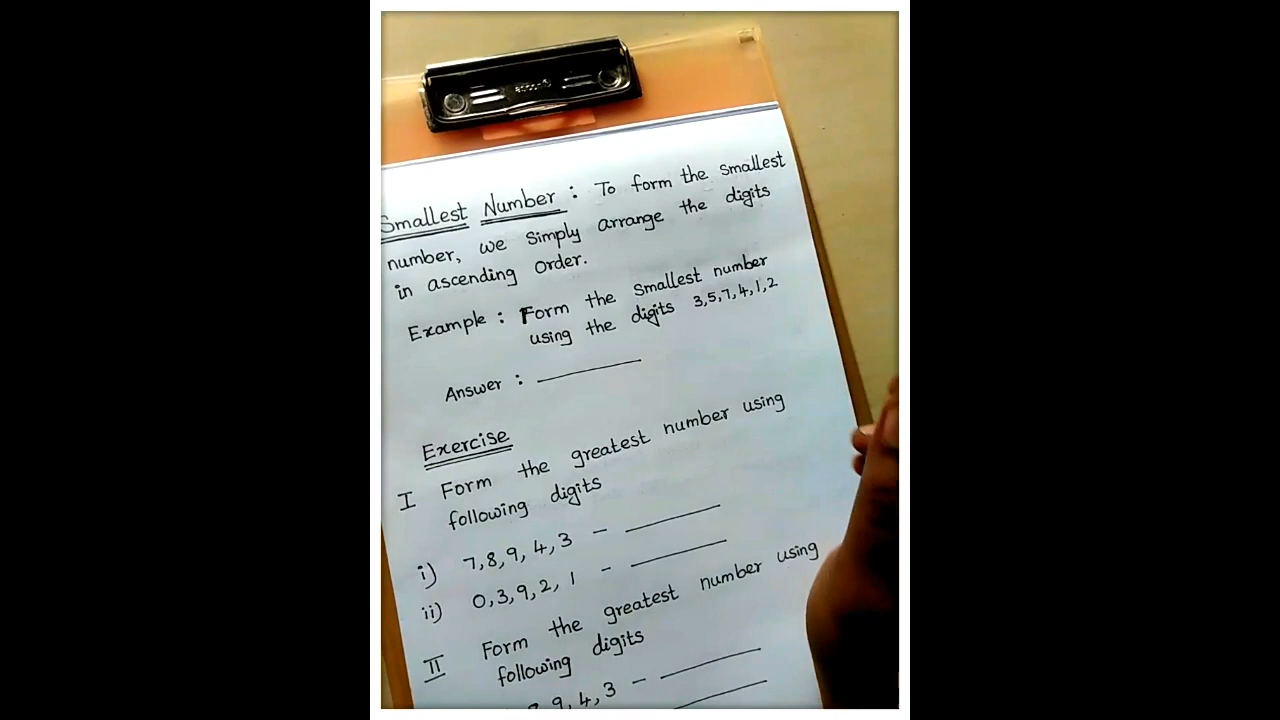 Smallest Number : To form the smallest
number, we simply arrange the digits
in ascending order.
Example : Form the smallest number
using the digits 3,5,7,4,1,2
Answer :
Exercise
I Form the greatest number using
following digits
i) 7,8,9,4,3 -
ii) 0,3,9,2,1 -
II Form the greatest number using
following digits
9,4,3 -